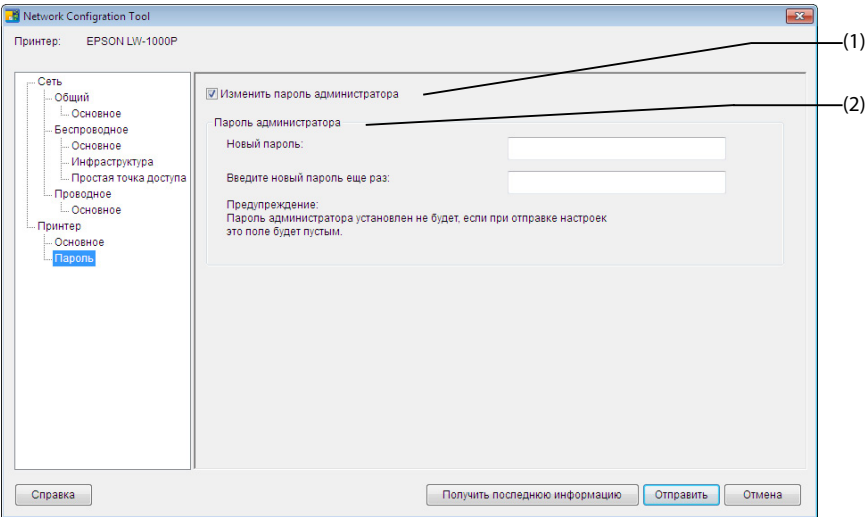 Network Configration Tool
Принтер: EPSON LW-1000P
(1)
Сеть
Общий
Основное
Беспроводное
Основное
Инфраструктура
Простая точка доступа
Проводное
Основное
Принтер
Основное
Пароль
Изменить пароль администратора
(2)
Пароль администратора
Новый пароль:
Введите новый пароль еще раз:
Предупреждение:
Пароль администратора установлен не будет, если при отправке настроек
это поле будет пустым.
Справка
Получить последнюю информацию
Отправить
Отмена